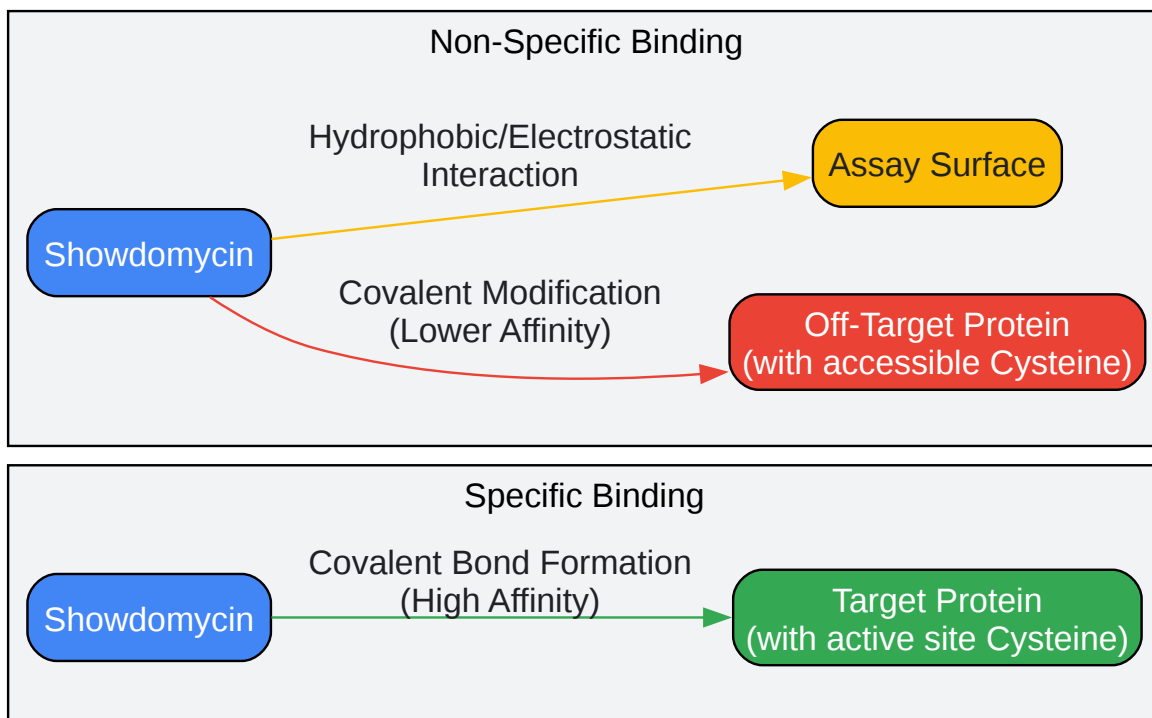 Non-Specific Binding
Hydrophobic/Electrostatic
Interaction
Assay Surface
Showdomycin
Covalent Modification
(Lower Affinity)
Off-Target Protein
(with accessible Cysteine)
Specific Binding
Showdomycin
Covalent Bond Formation
(High Affinity)
Target Protein
(with active site Cysteine)